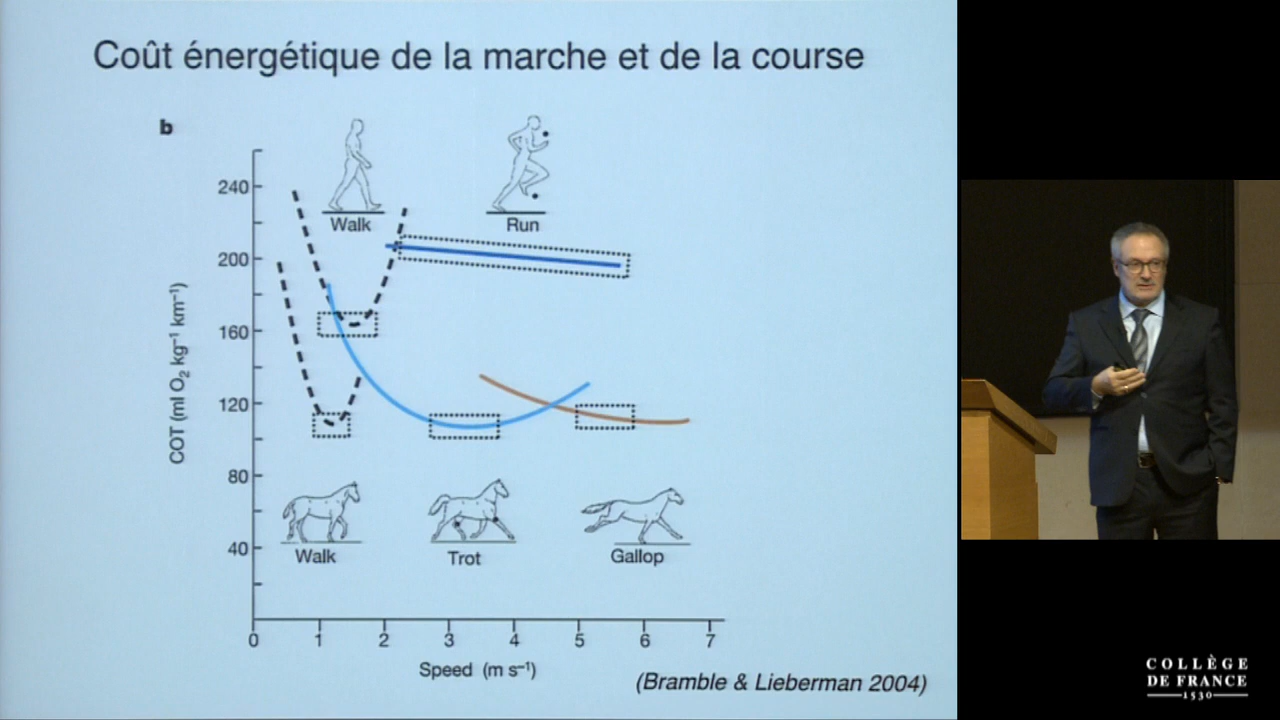 Coût énergétique de la marche et de la course
b
COT (ml O₂ kg⁻¹ km⁻¹)
240
200
160
120
80
40
Walk
Run
Walk
Trot
Gallop
0 1 2 3 4 5 6 7
Speed (m s⁻¹)
(Bramble & Lieberman 2004)
COLLÈGE
DE FRANCE
1530